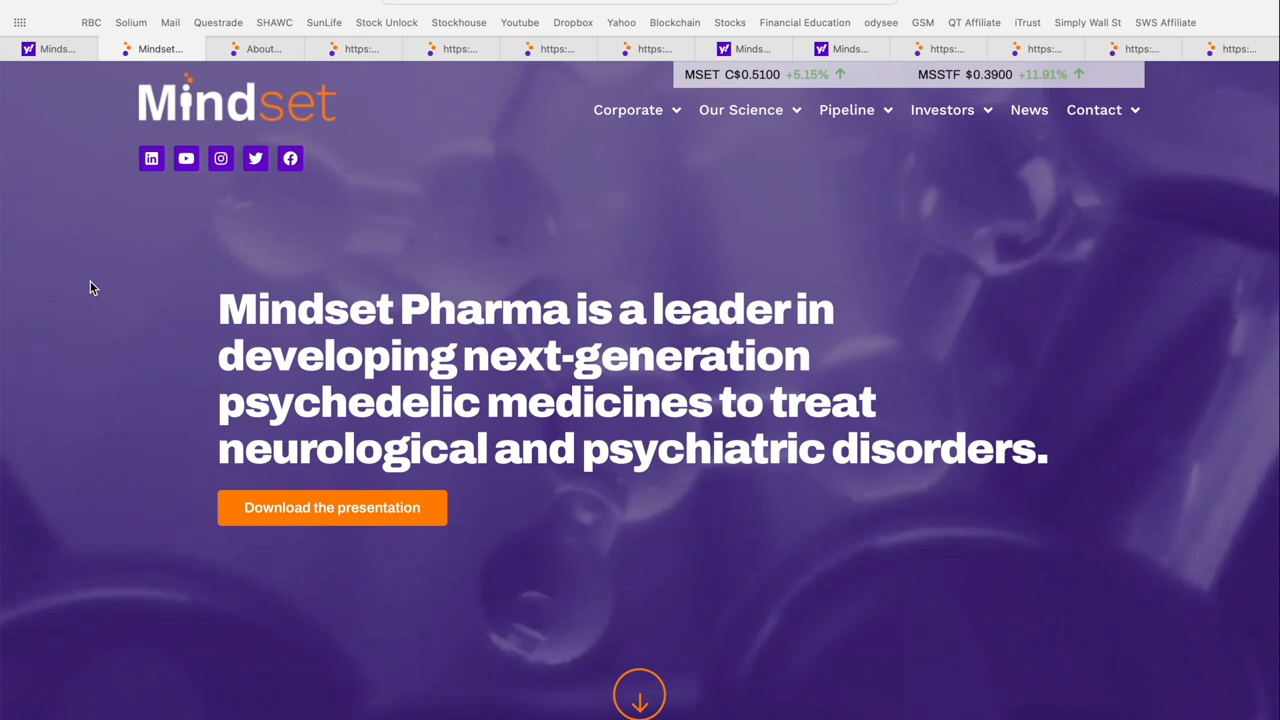 RBC Solium Mail Questrade SHAWC SunLife Stock Unlock Stockhouse Youtube Dropbox Yahoo Blockchain Stocks Financial Education odysee GSM QT Affiliate iTrust Simply Wall St SWS Affiliate
y! Minds... Mindset... About... https:... https:... https:... https:... y! Minds... y! Minds... https:... https:... https:... https:...
MSET C$0.5100 +5.15% MSSTF $0.3900 +11.91%
Mindset
Corporate Our Science Pipeline Investors News Contact
Mindset Pharma is a leader in
developing next-generation
psychedelic medicines to treat
neurological and psychiatric disorders.
Download the presentation